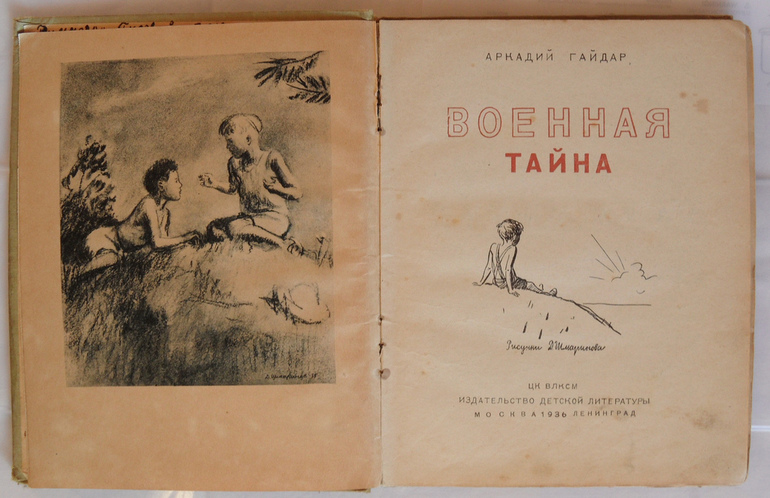 АРКАДИЙ ГАЙДАР
ВОЕННАЯ
ТАЙНА
Рисунки Д. Шмаринова
ЦК ВЛКСМ
ИЗДАТЕЛЬСТВО ДЕТСКОЙ ЛИТЕРАТУРЫ
МОСКВА 1936 ЛЕНИНГРАД